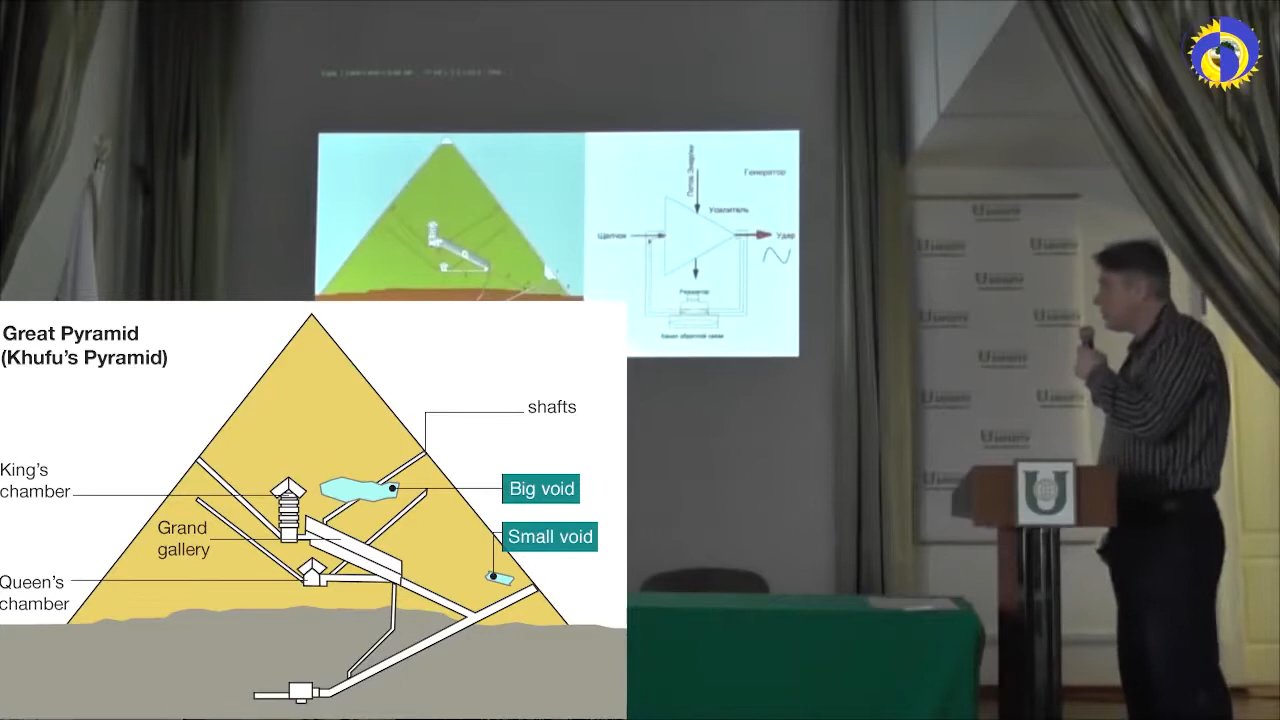 Поток Энергии
Генератор
Усилитель
Щелчок
Удар
Резонатор
Канал обратной связи
Great Pyramid
(Khufu’s Pyramid)
shafts
King’s
chamber
Big void
Grand
gallery
Small void
Queen’s
chamber